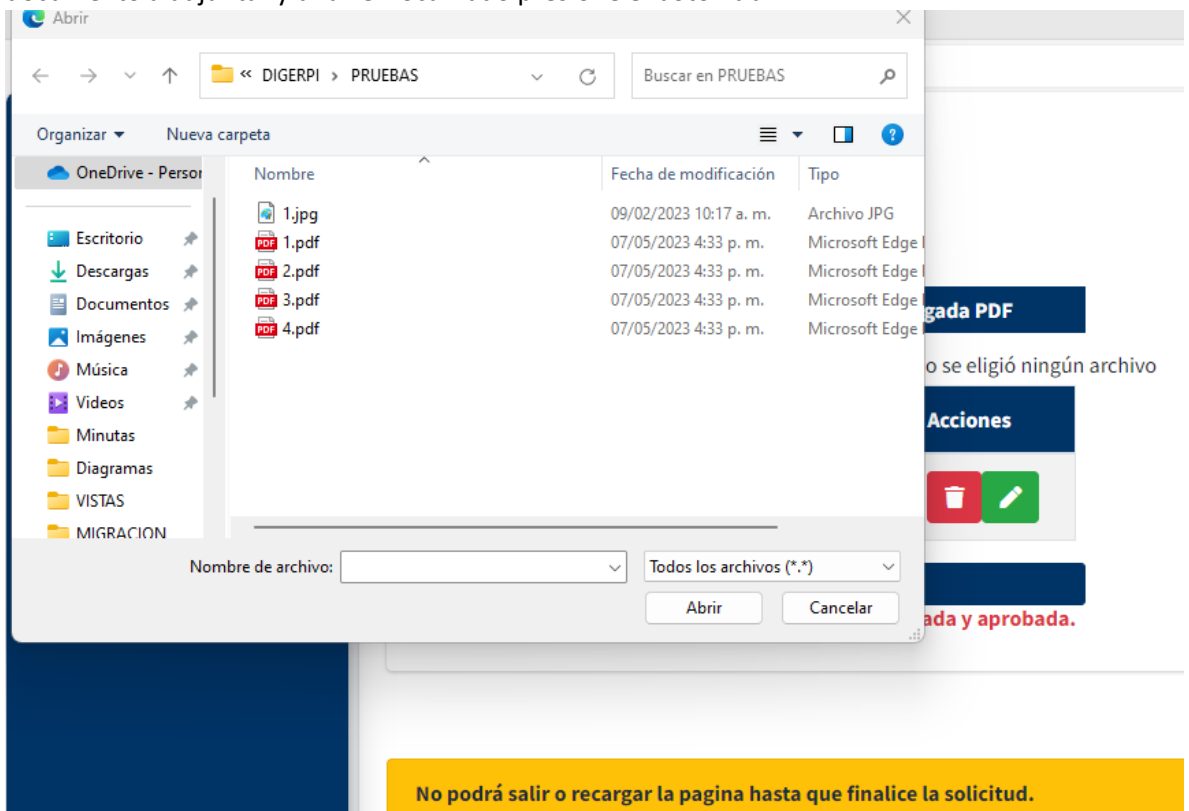 Abrir
« DIGERPI > PRUEBAS
Buscar en PRUEBAS
Organizar
Nueva carpeta
OneDrive - Person
Nombre
Fecha de modificación
Tipo
1.jpg 09/02/2023 10:17 a. m. Archivo JPG
Escritorio
1.pdf 07/05/2023 4:33 p. m. Microsoft Edge
Descargas
2.pdf 07/05/2023 4:33 p. m. Microsoft Edge
Documentos
3.pdf 07/05/2023 4:33 p. m. Microsoft Edge
Imágenes
4.pdf 07/05/2023 4:33 p. m. Microsoft Edge
Música
Videos
Minutas
Diagramas
VISTAS
MIGRACION
Nombre de archivo:
Todos los archivos (*.*)
Abrir
Cancelar
gada PDF
o se eligió ningún archivo
Acciones
ada y aprobada.
No podrá salir o recargar la pagina hasta que finalice la solicitud.